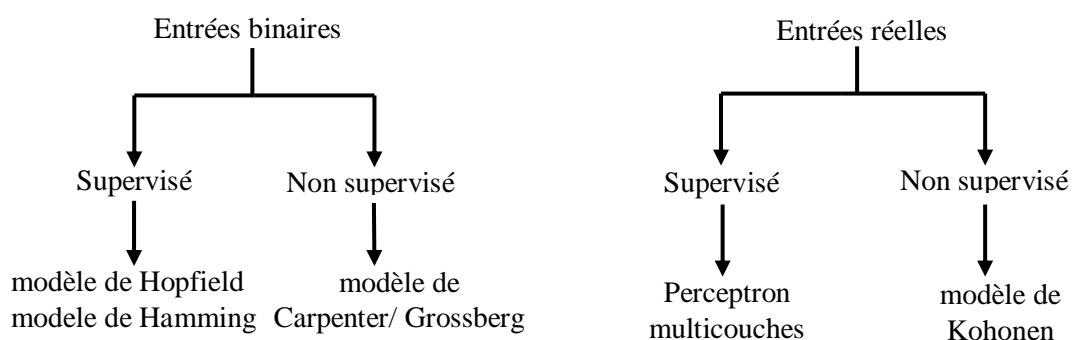 Entrées binaires
Supervisé
Non supervisé
modèle de Hopfield
modele de Hamming
modèle de
Carpenter/ Grossberg
Entrées réelles
Supervisé
Non supervisé
Perceptron
multicouches
modèle de
Kohonen